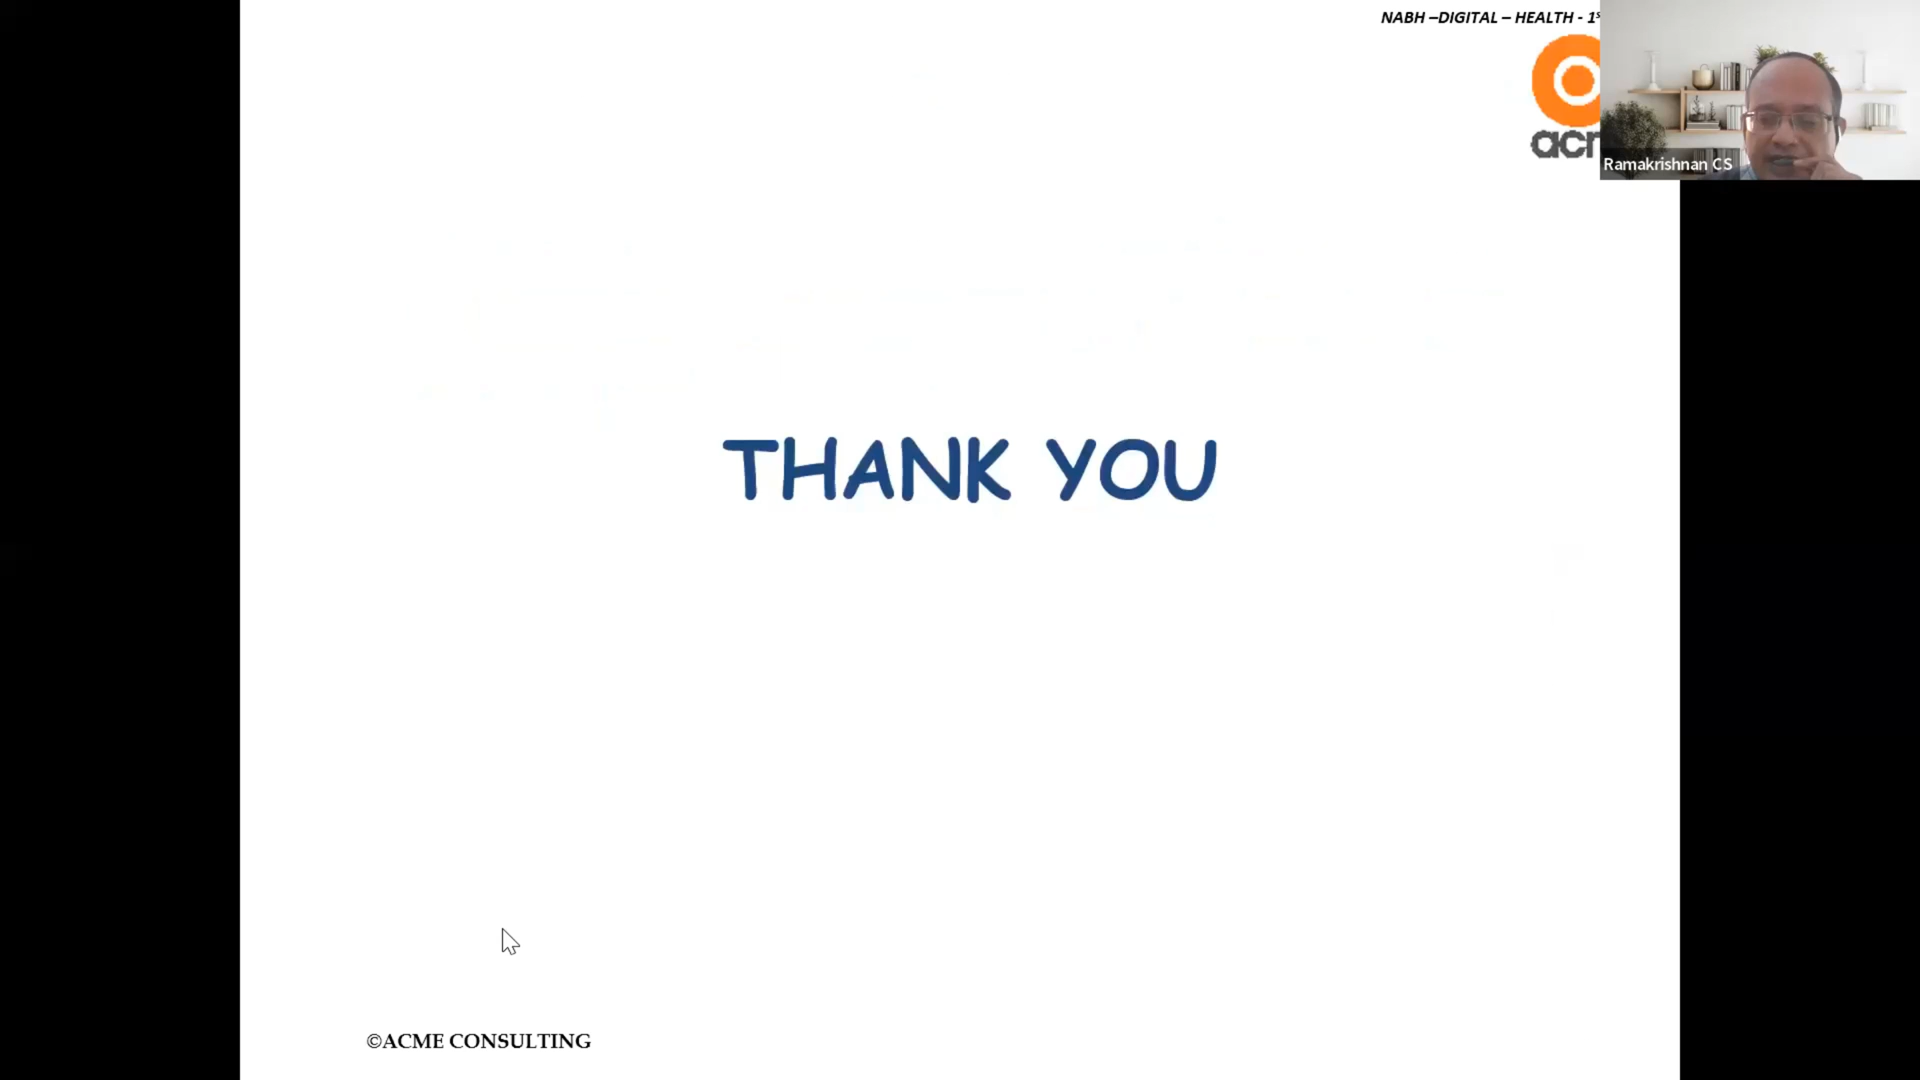 NABH –DIGITAL – HEALTH - 1
acr
Ramakrishnan CS
THANK YOU
©ACME CONSULTING